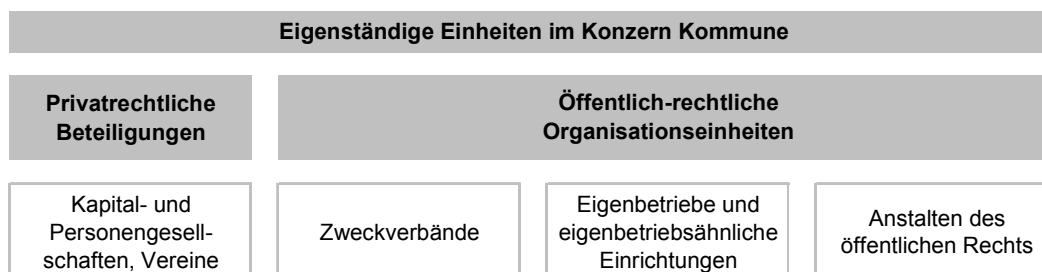 Eigenständige Einheiten im Konzern Kommune
Privatrechtliche
Beteiligungen
Öffentlich-rechtliche
Organisationseinheiten
Kapital- und
Personengesell-
schaften, Vereine
Zweckverbände
Eigenbetriebe und
eigenbetriebsähnliche
Einrichtungen
Anstalten des
öffentlichen Rechts